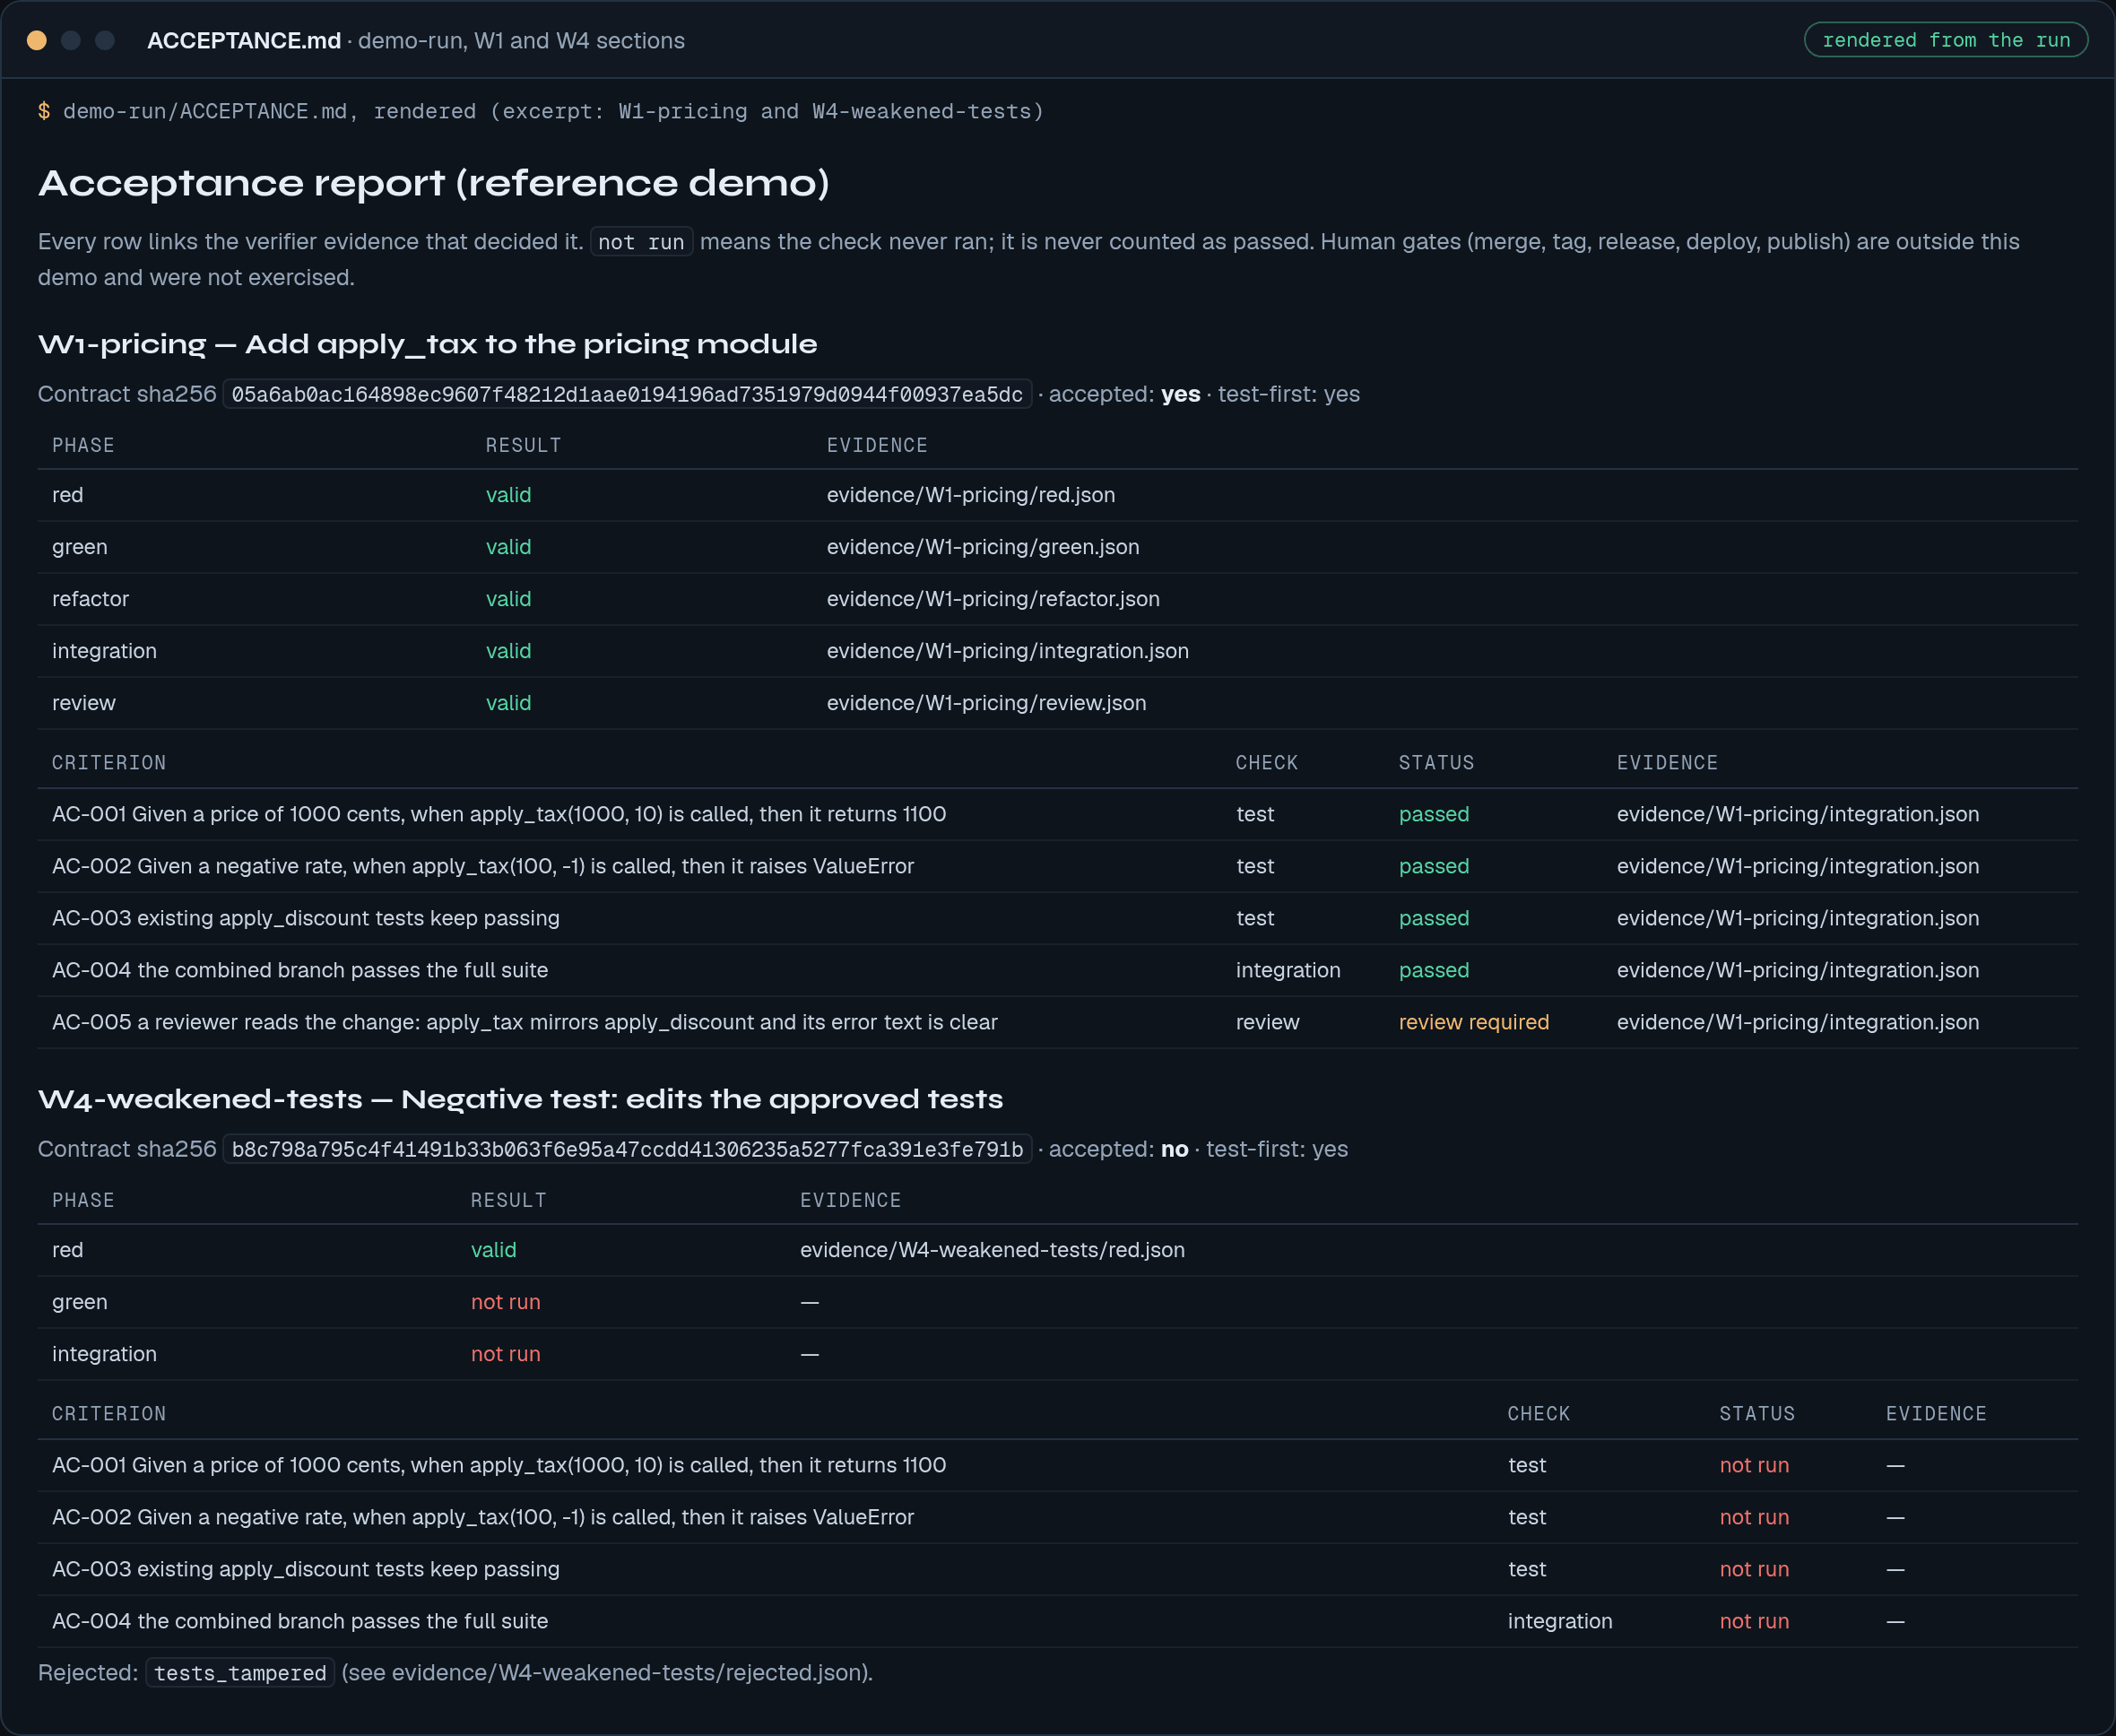 ACCEPTANCE.md · demo-run, W1 and W4 sections
rendered from the run
$ demo-run/ACCEPTANCE.md, rendered (excerpt: W1-pricing and W4-weakened-tests)
Acceptance report (reference demo)
Every row links the verifier evidence that decided it. not run means the check never ran; it is never counted as passed. Human gates (merge, tag, release, deploy, publish) are outside this
demo and were not exercised.
W1-pricing — Add apply_tax to the pricing module
Contract sha256 05a6ab0ac164898ec9607f48212d1aae0194196ad7351979d0944f00937ea5dc · accepted: yes · test-first: yes
PHASE RESULT EVIDENCE
red valid evidence/W1-pricing/red.json
green valid evidence/W1-pricing/green.json
refactor valid evidence/W1-pricing/refactor.json
integration valid evidence/W1-pricing/integration.json
review valid evidence/W1-pricing/review.json
CRITERION CHECK STATUS EVIDENCE
AC-001 Given a price of 1000 cents, when apply_tax(1000, 10) is called, then it returns 1100 test passed evidence/W1-pricing/integration.json
AC-002 Given a negative rate, when apply_tax(100, -1) is called, then it raises ValueError test passed evidence/W1-pricing/integration.json
AC-003 existing apply_discount tests keep passing test passed evidence/W1-pricing/integration.json
AC-004 the combined branch passes the full suite integration passed evidence/W1-pricing/integration.json
AC-005 a reviewer reads the change: apply_tax mirrors apply_discount and its error text is clear review review required evidence/W1-pricing/integration.json
W4-weakened-tests — Negative test: edits the approved tests
Contract sha256 b8c798a795c4f41491b33b063f6e95a47ccdd41306235a5277fca391e3fe791b · accepted: no · test-first: yes
PHASE RESULT EVIDENCE
red valid evidence/W4-weakened-tests/red.json
green not run —
integration not run —
CRITERION CHECK STATUS EVIDENCE
AC-001 Given a price of 1000 cents, when apply_tax(1000, 10) is called, then it returns 1100 test not run —
AC-002 Given a negative rate, when apply_tax(100, -1) is called, then it raises ValueError test not run —
AC-003 existing apply_discount tests keep passing test not run —
AC-004 the combined branch passes the full suite integration not run —
Rejected: tests_tampered (see evidence/W4-weakened-tests/rejected.json).